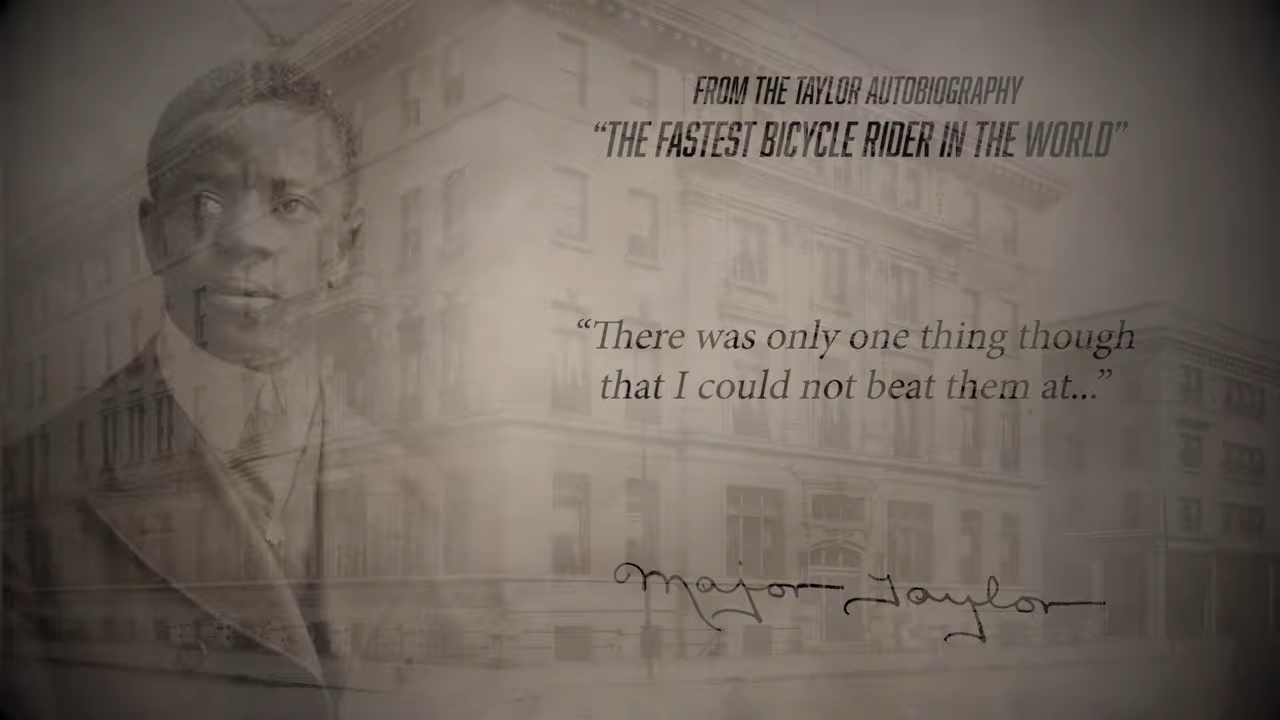 FROM THE TAYLOR AUTOBIOGRAPHY
“THE FASTEST BICYCLE RIDER IN THE WORLD”
“There was only one thing though
that I could not beat them at...”
Major Taylor